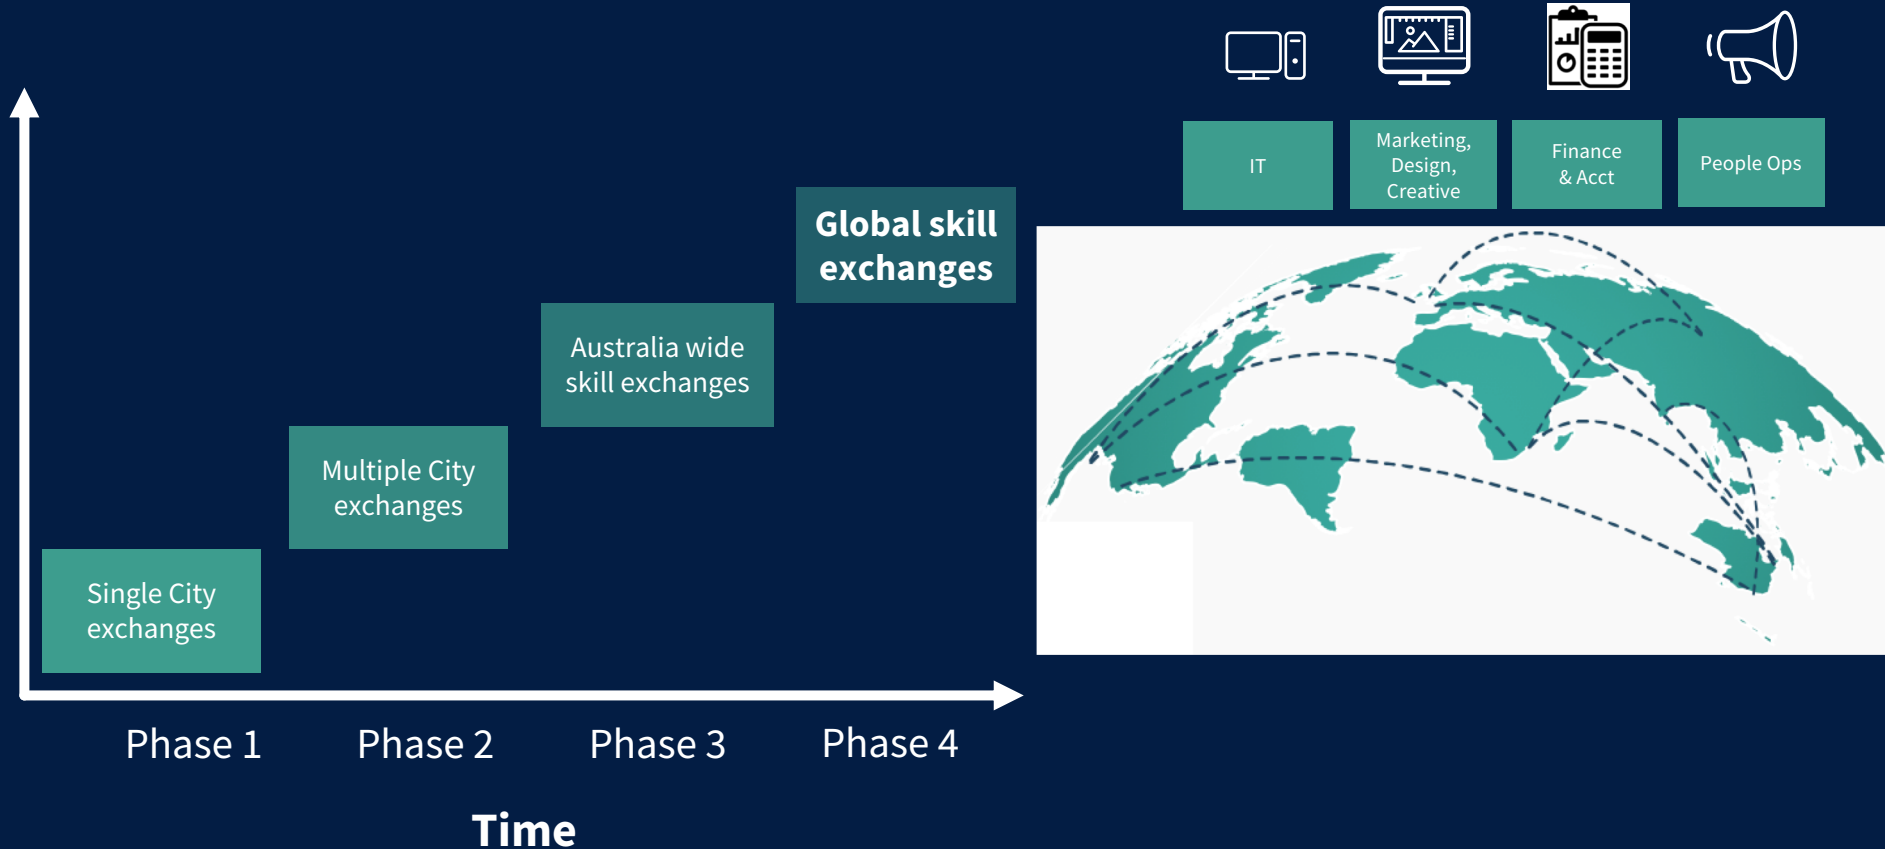 IT
Marketing,
Design,
Creative
Finance
& Acct
People Ops
Global skill
exchanges
Australia wide
skill exchanges
Multiple City
exchanges
Single City
exchanges
Phase 1
Phase 2
Phase 3
Phase 4
Time